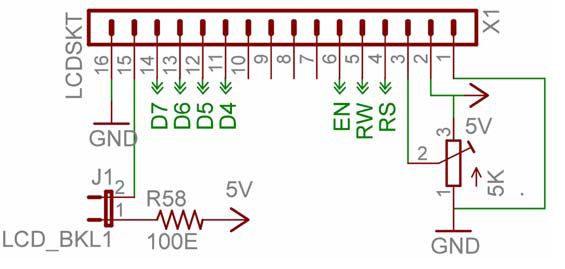 LCDSKT
X1
16 15 14 13 12 11 10 9 8 7 6 5 4 3 2 1
D7 D6 D5 D4 EN RW RS
GND
5V
3
2
5K
1
GND
J1
2
1
R58
5V
LCD_BKL1
100E